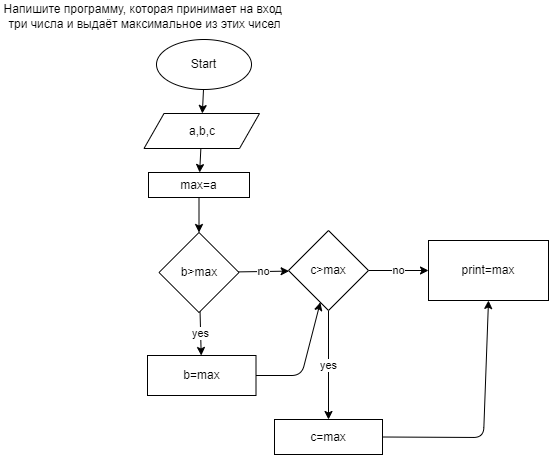 Напишите программу, которая принимает на вход
три числа и выдаёт максимальное из этих чисел
Start
a,b,c
max=a
b>max
no
c>max
no
print=max
yes
b=max
yes
c=max